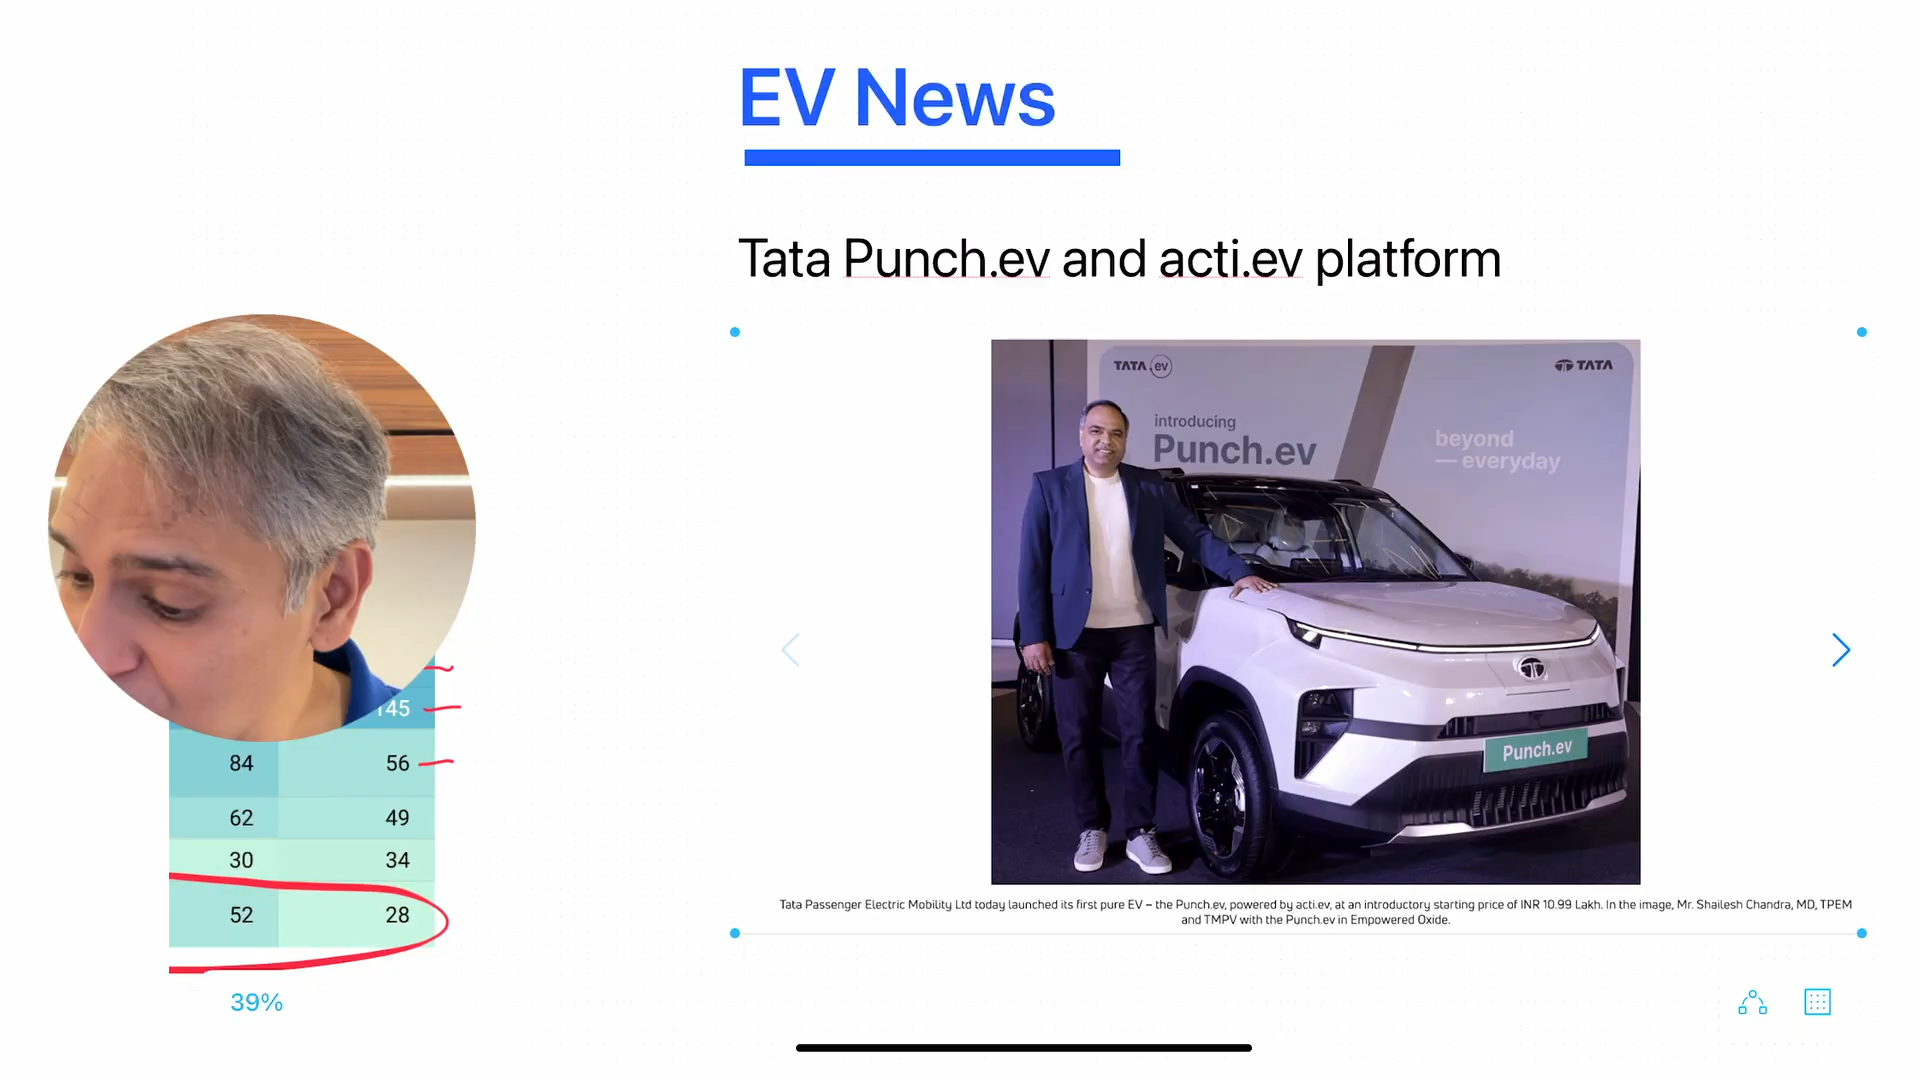 EV News
Tata Punch.ev and acti.ev platform
TATA .ev
TATA
introducing
Punch.ev
beyond
— everyday
Punch.ev
Tata Passenger Electric Mobility Ltd today launched its first pure EV – the Punch.ev, powered by acti.ev, at an introductory starting price of INR 10.99 Lakh. In the image, Mr. Shailesh Chandra, MD, TPEM
and TMPV with the Punch.ev in Empowered Oxide.
145
84 56
62 49
30 34
52 28
39%